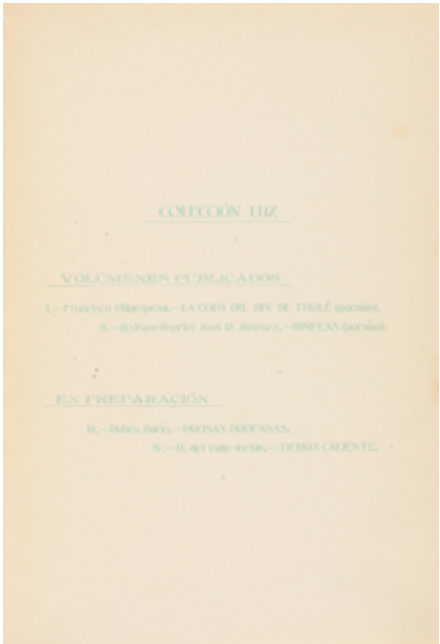 COLECCIÓN LUZ
VOLÚMENES PUBLICADOS
I.—Francisco Villaespesa.—LA COPA DEL REY DE THULÉ (poesías).
II.—(Extraordinario) Juan R. Jiménez.—NINFEAS (poesías).
EN PREPARACIÓN
III.—Rubén Darío.—PROSAS PROFANAS.
IV.—R. del Valle-Inclán.—TIERRA CALIENTE.